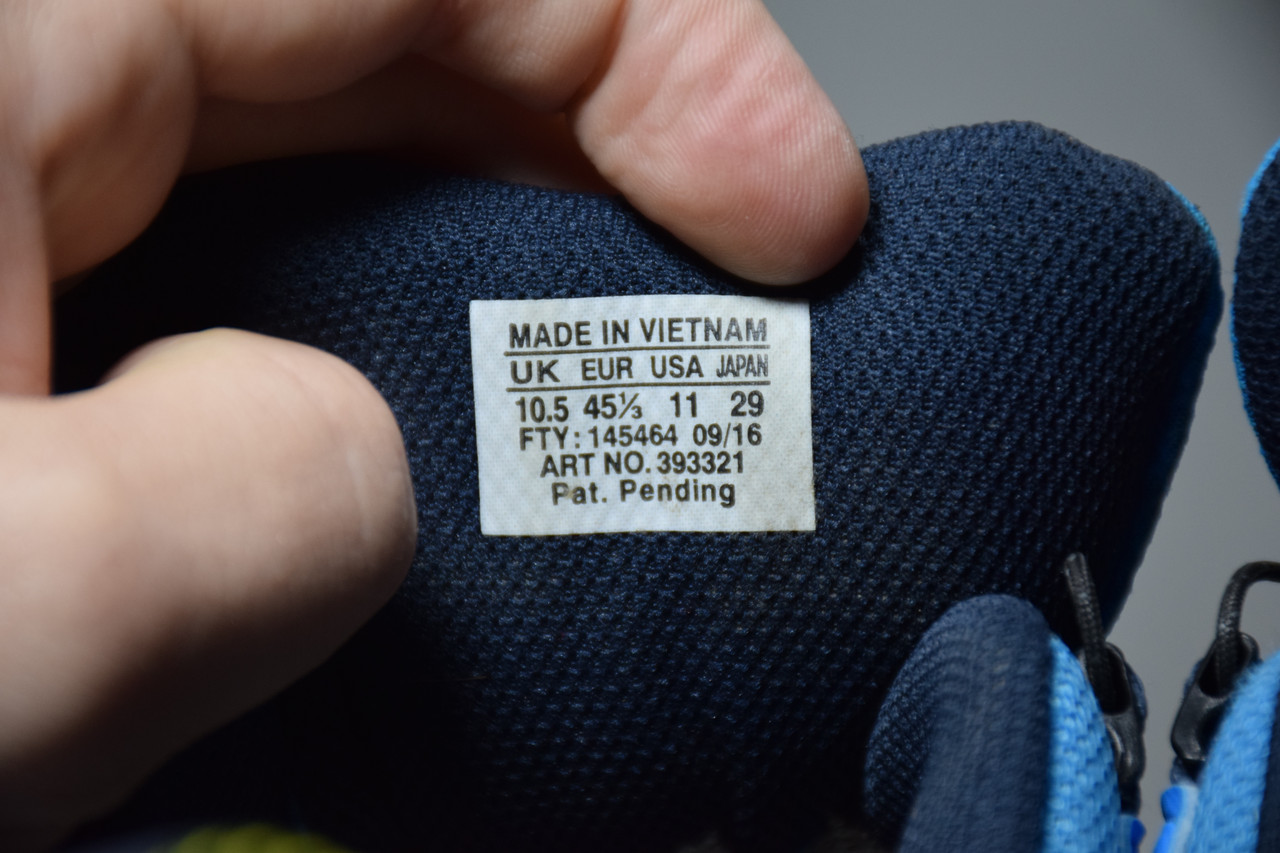 MADE IN VIETNAM
UK EUR USA JAPAN
10.5 45⅓ 11 29
FTY: 145464 09/16
ART NO. 393321
Pat. Pending